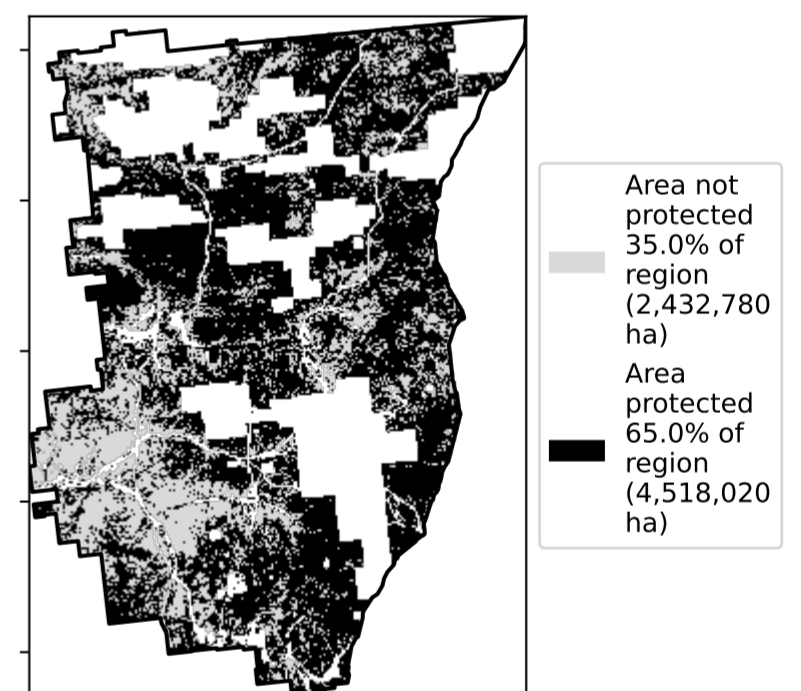 Area not
protected
35.0% of
region
(2,432,780
ha)
Area
protected
65.0% of
region
(4,518,020
ha)